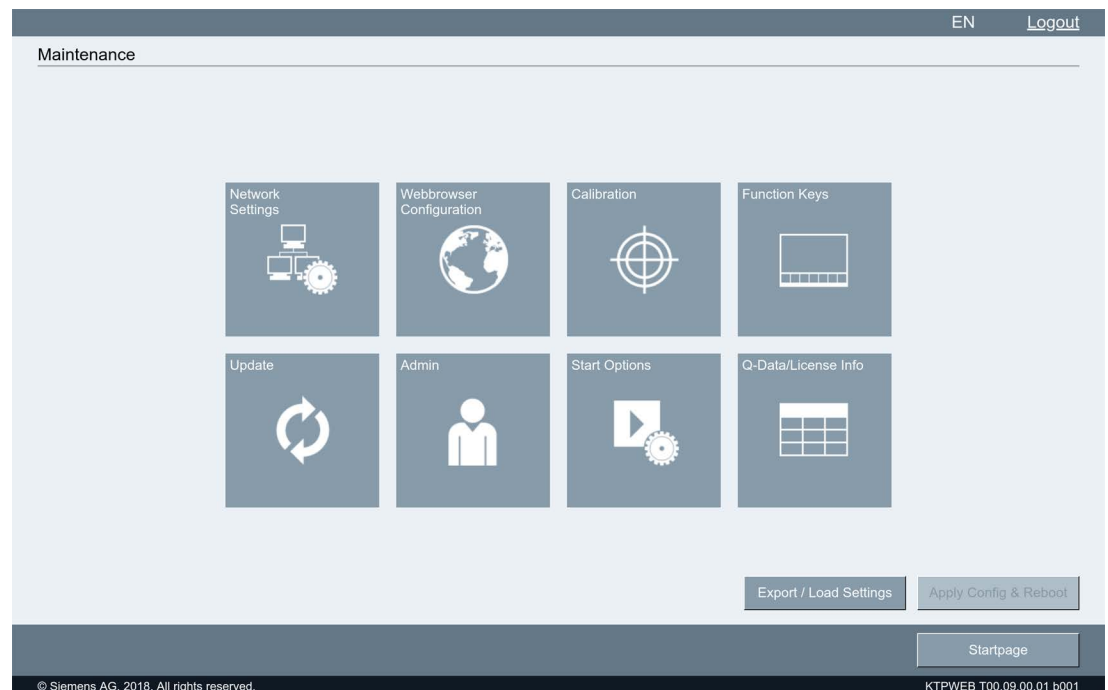 EN Logout
Maintenance
Network
Settings
Webbrowser
Configuration
Calibration
Function Keys
Update
Admin
Start Options
Q-Data/License Info
Export / Load Settings
Apply Config & Reboot
Startpage
© Siemens AG, 2018. All rights reserved.
KTPWEB T00.09.00.01 b001